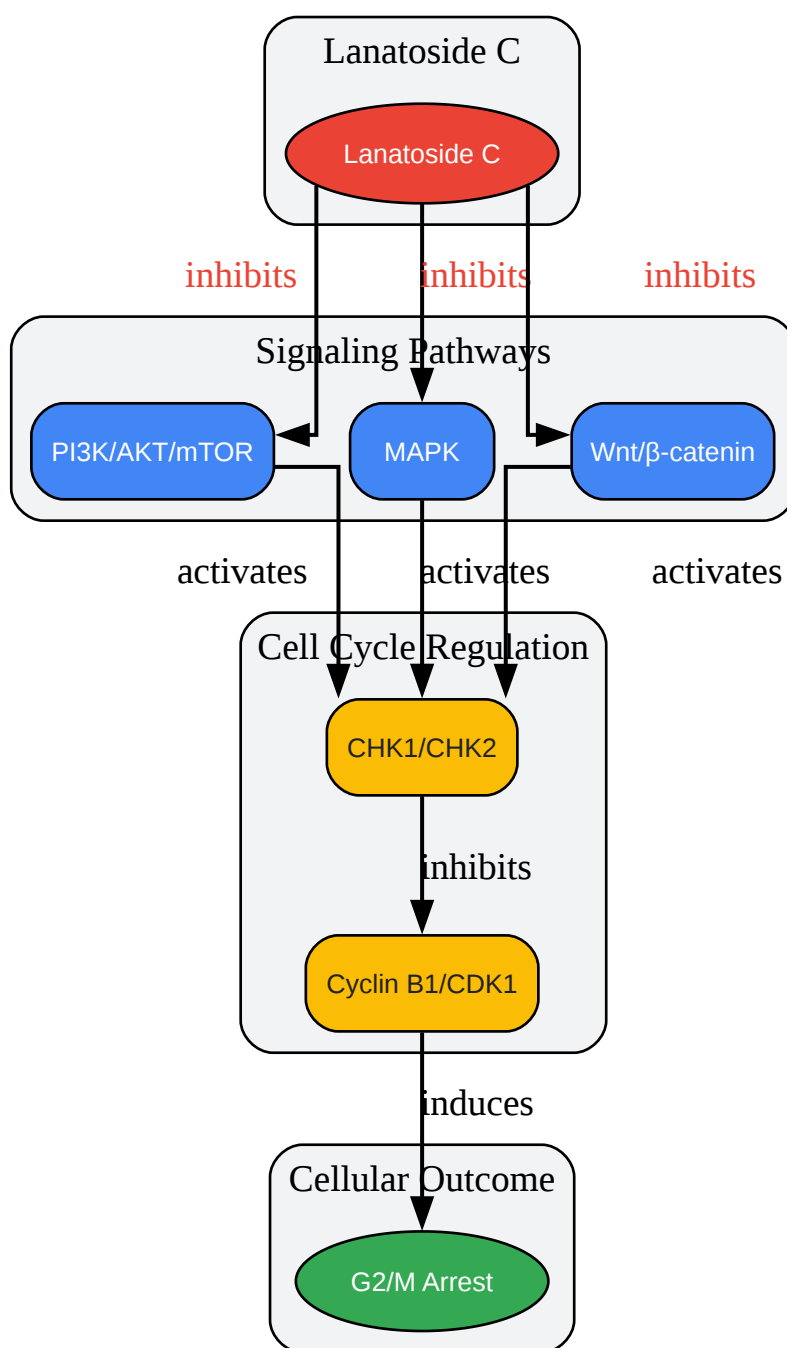 Lanatoside C
Lanatoside C
inhibits inhibits inhibits
Signaling Pathways
PI3K/AKT/mTOR MAPK Wnt/β-catenin
activates activates activates
Cell Cycle Regulation
CHK1/CHK2
inhibits
Cyclin B1/CDK1
induces
Cellular Outcome
G2/M Arrest